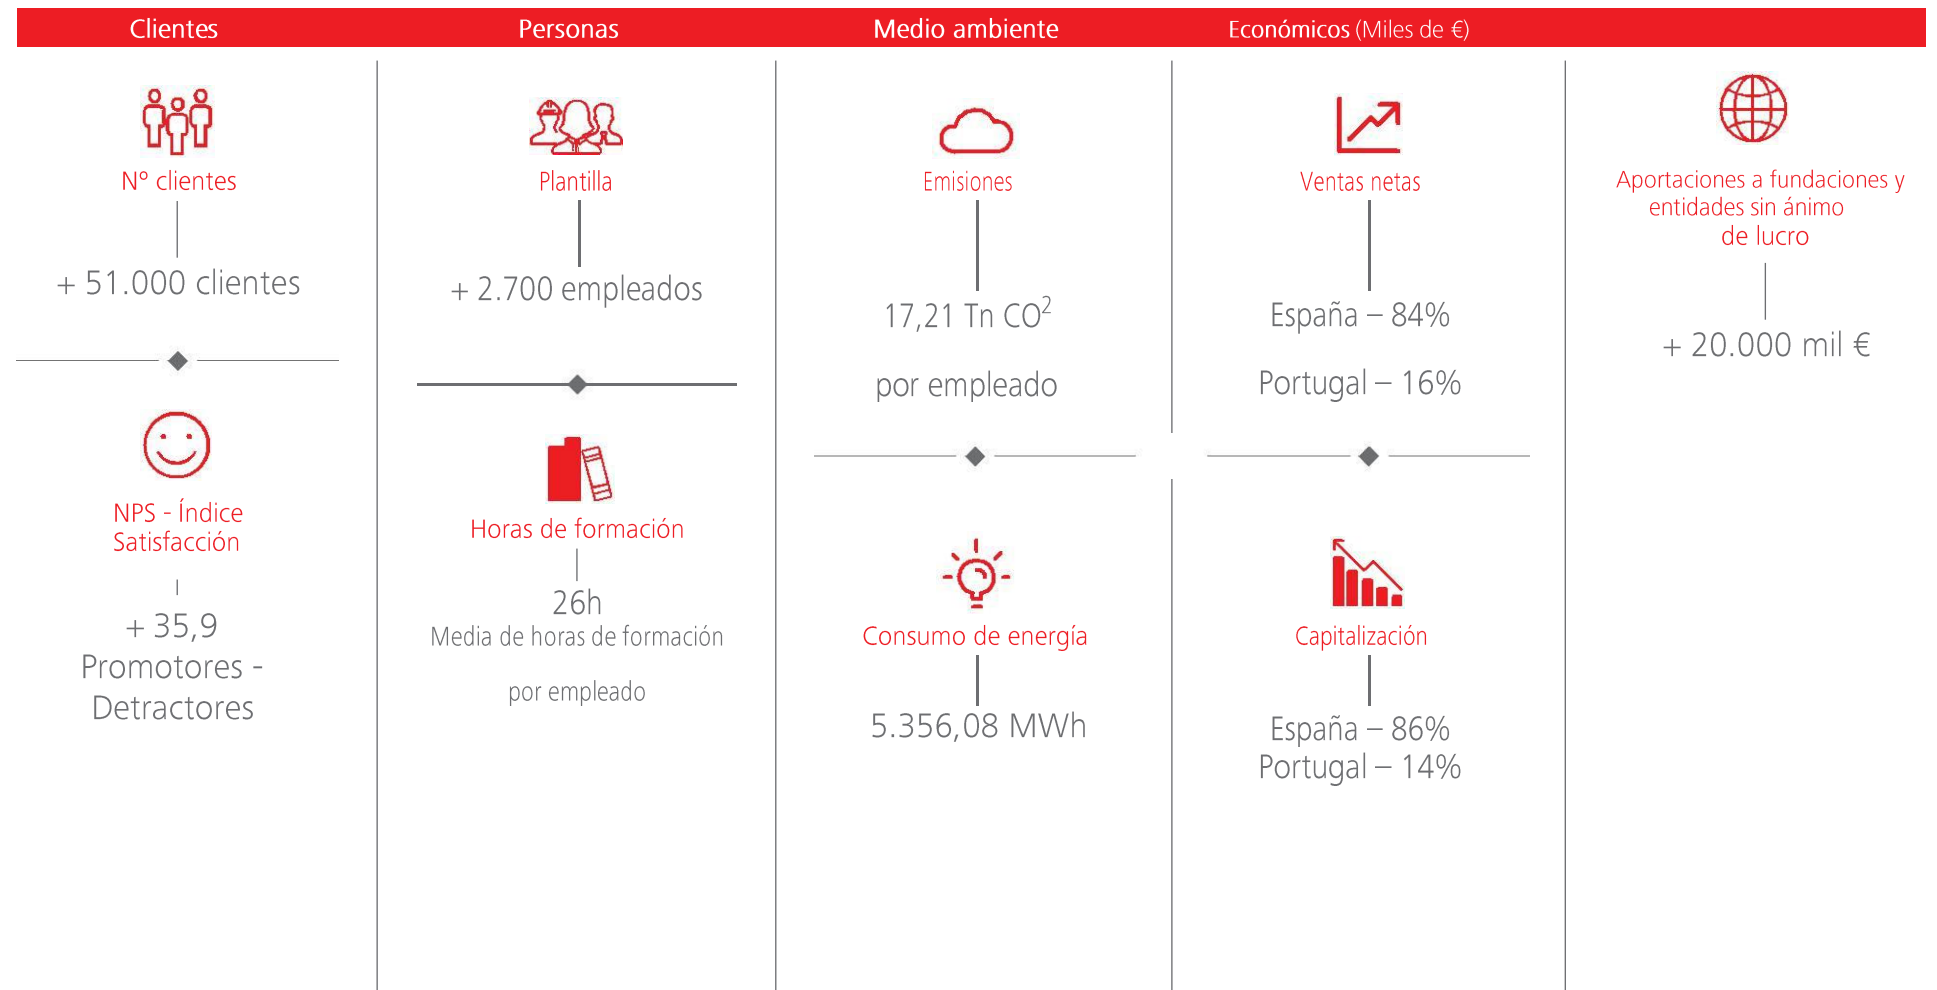 Clientes
Personas
Medio ambiente
Económicos (Miles de €)
Nº clientes
+ 51.000 clientes
NPS - Índice
Satisfacción
+ 35,9
Promotores -
Detractores
Plantilla
+ 2.700 empleados
Horas de formación
26h
Media de horas de formación
por empleado
Emisiones
17,21 Tn CO²
por empleado
Consumo de energía
5.356,08 MWh
Ventas netas
España – 84%
Portugal – 16%
Capitalización
España – 86%
Portugal – 14%
Aportaciones a fundaciones y
entidades sin ánimo
de lucro
+ 20.000 mil €